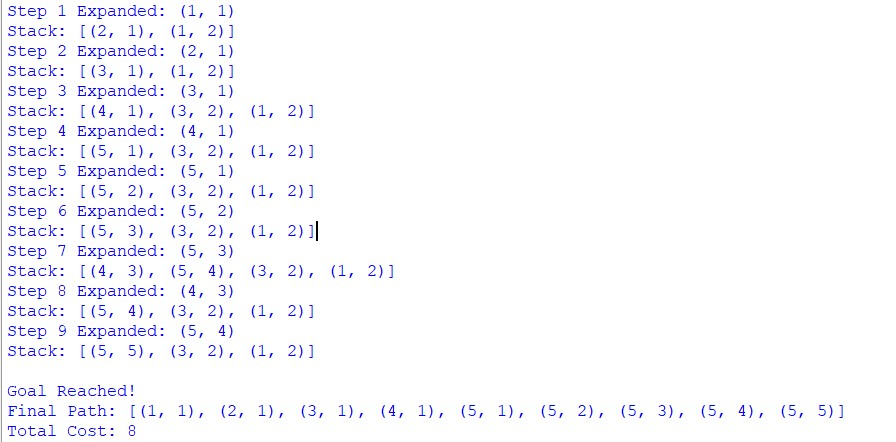 Step 1 Expanded: (1, 1)
Stack: [(2, 1), (1, 2)]
Step 2 Expanded: (2, 1)
Stack: [(3, 1), (1, 2)]
Step 3 Expanded: (3, 1)
Stack: [(4, 1), (3, 2), (1, 2)]
Step 4 Expanded: (4, 1)
Stack: [(5, 1), (3, 2), (1, 2)]
Step 5 Expanded: (5, 1)
Stack: [(5, 2), (3, 2), (1, 2)]
Step 6 Expanded: (5, 2)
Stack: [(5, 3), (3, 2), (1, 2)]
Step 7 Expanded: (5, 3)
Stack: [(4, 3), (5, 4), (3, 2), (1, 2)]
Step 8 Expanded: (4, 3)
Stack: [(5, 4), (3, 2), (1, 2)]
Step 9 Expanded: (5, 4)
Stack: [(5, 5), (3, 2), (1, 2)]
Goal Reached!
Final Path: [(1, 1), (2, 1), (3, 1), (4, 1), (5, 1), (5, 2), (5, 3), (5, 4), (5, 5)]
Total Cost: 8